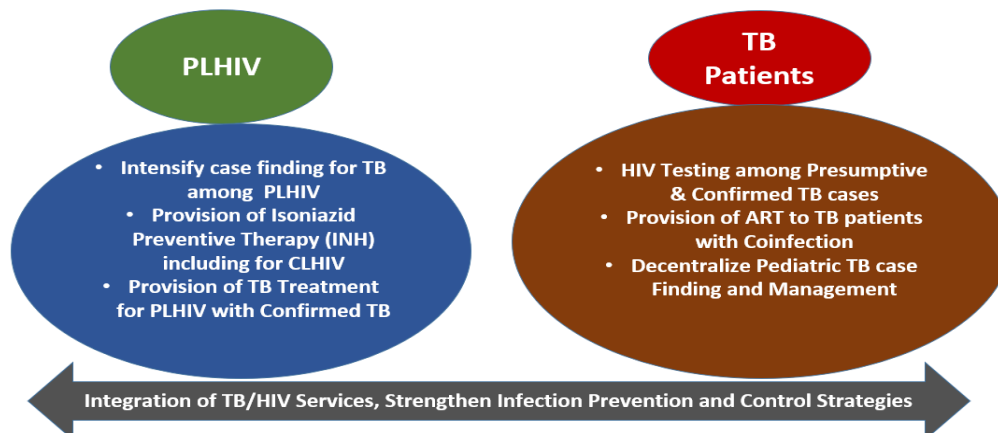 PLHIV
• Intensify case finding for TB
among PLHIV
• Provision of Isoniazid
Preventive Therapy (INH)
including for CLHIV
• Provision of TB Treatment
for PLHIV with Confirmed TB
TB
Patients
• HIV Testing among Presumptive
& Confirmed TB cases
• Provision of ART to TB patients
with Coinfection
• Decentralize Pediatric TB case
Finding and Management
Integration of TB/HIV Services, Strengthen Infection Prevention and Control Strategies